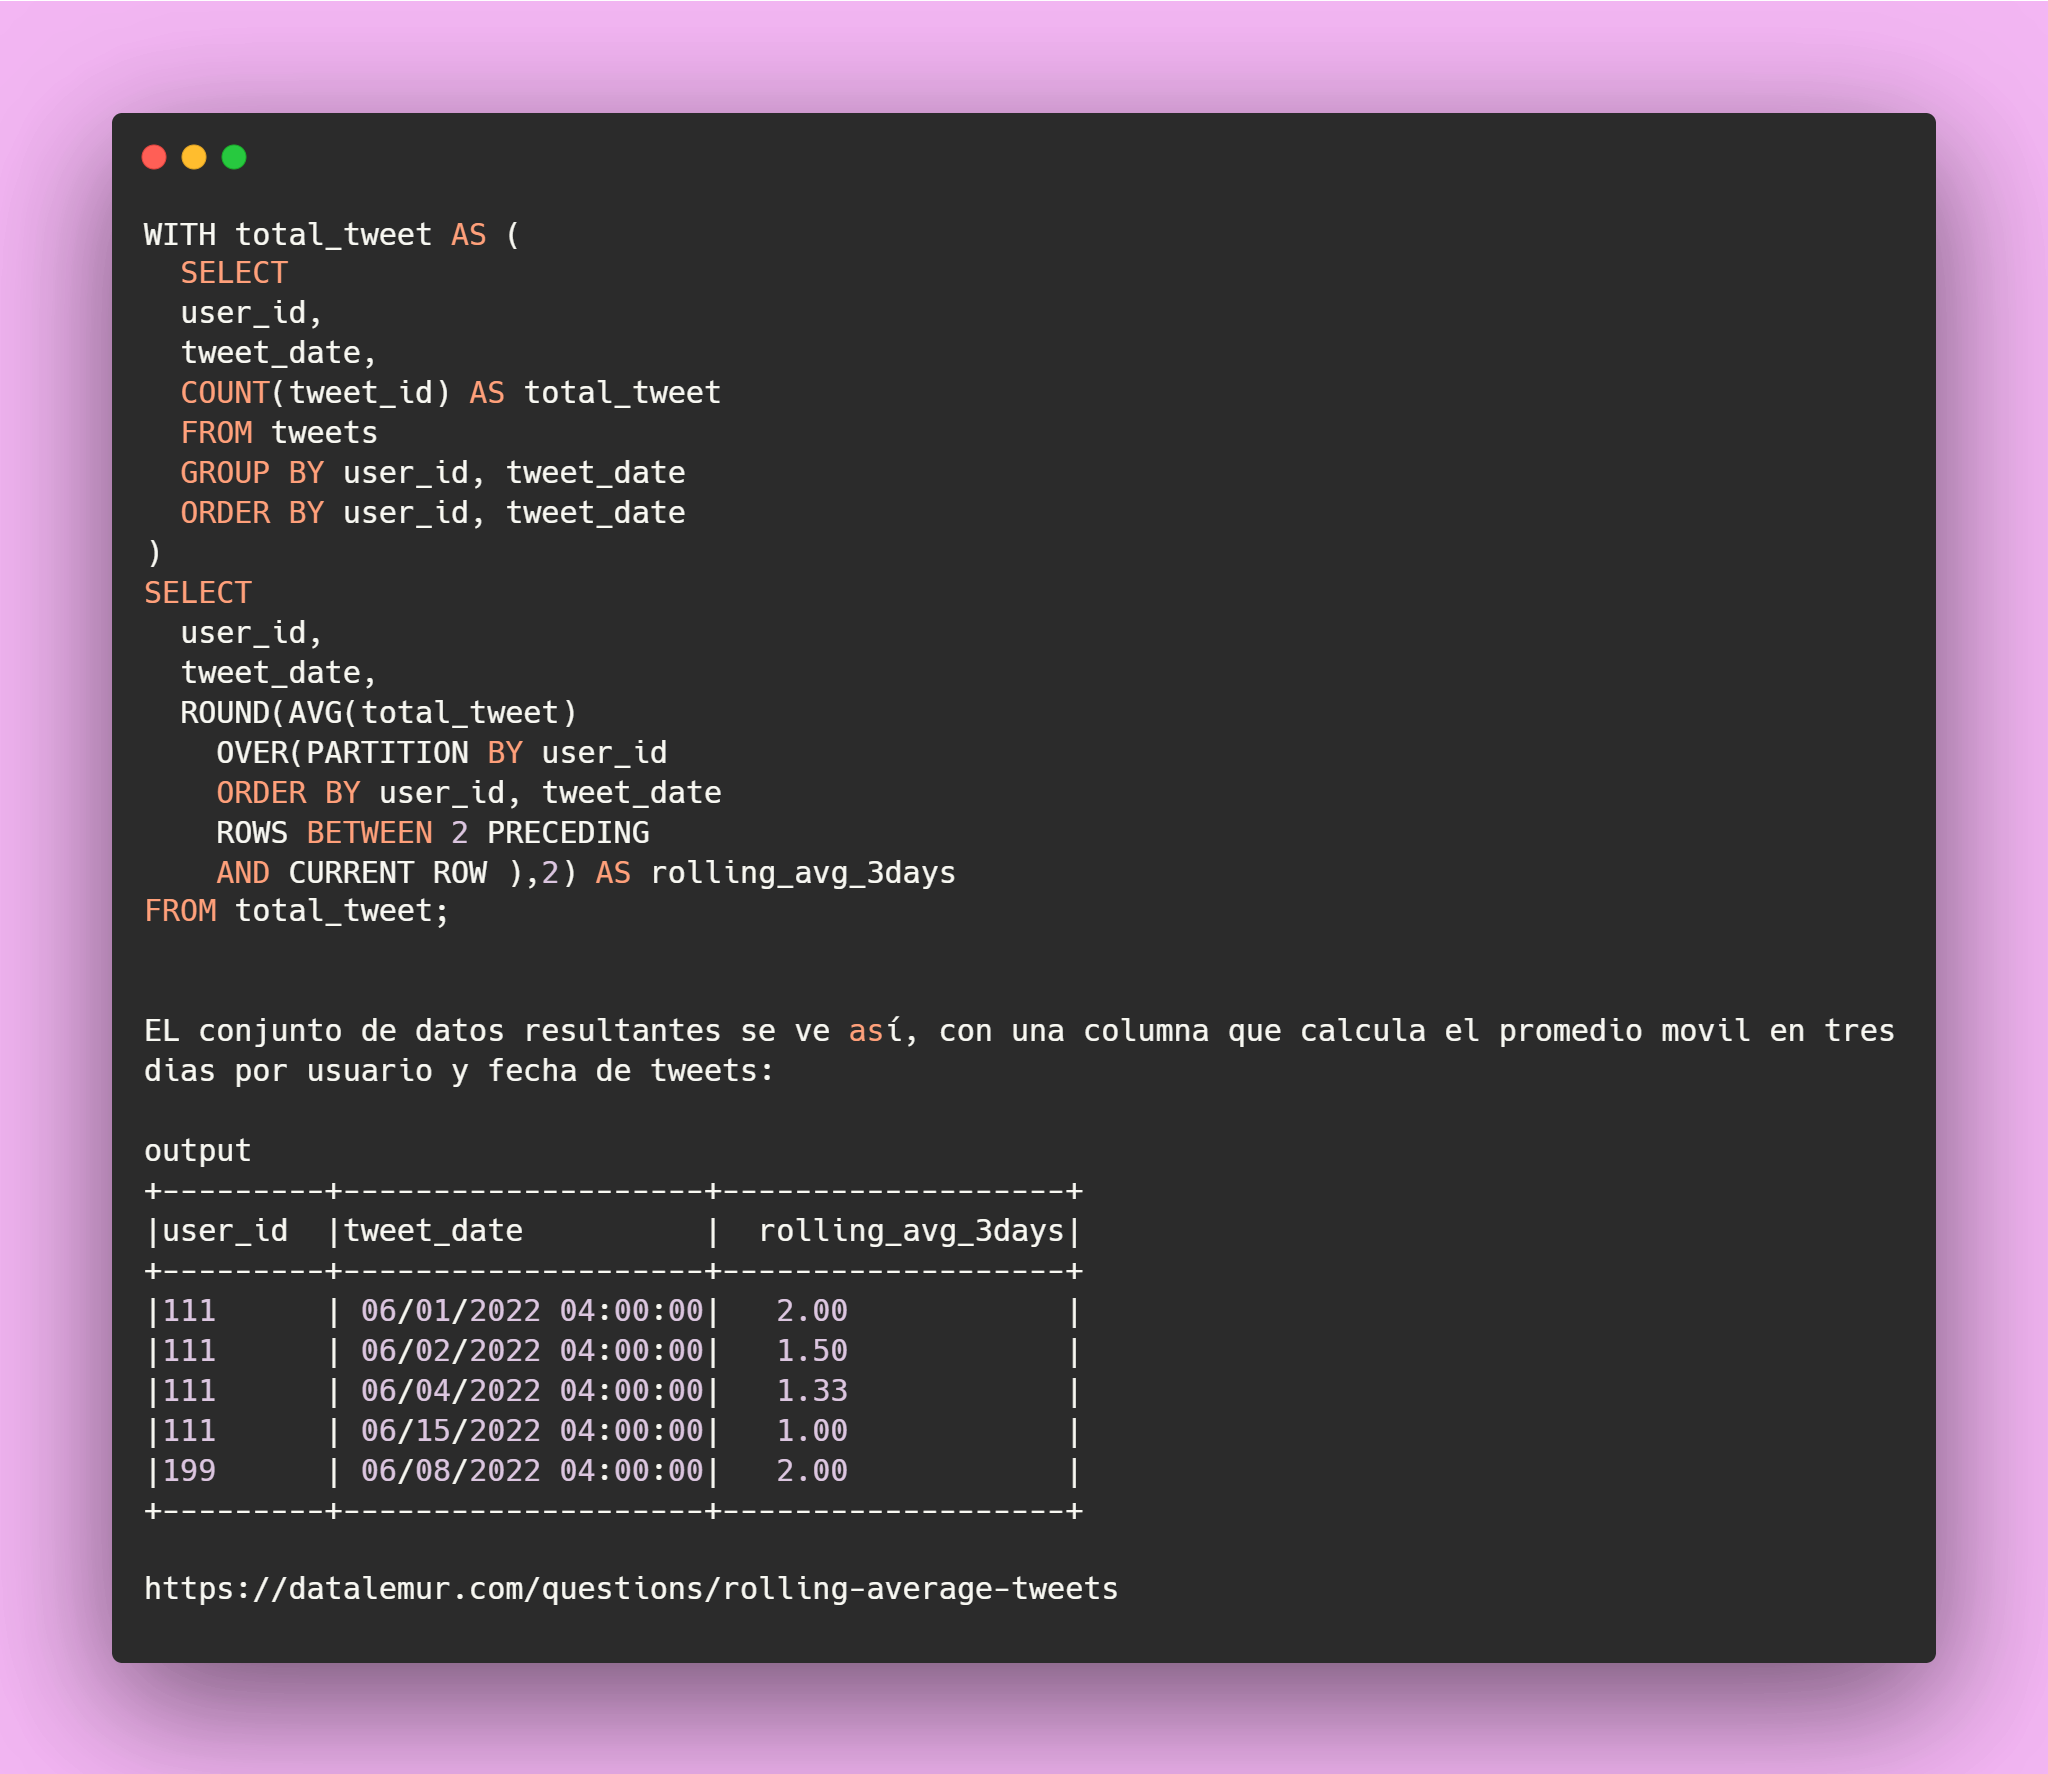 WITH total_tweet AS (
  SELECT
  user_id,
  tweet_date,
  COUNT(tweet_id) AS total_tweet
  FROM tweets
  GROUP BY user_id, tweet_date
  ORDER BY user_id, tweet_date
)
SELECT
  user_id,
  tweet_date,
  ROUND(AVG(total_tweet)
    OVER(PARTITION BY user_id
    ORDER BY user_id, tweet_date
    ROWS BETWEEN 2 PRECEDING
    AND CURRENT ROW ),2) AS rolling_avg_3days
FROM total_tweet;
EL conjunto de datos resultantes se ve así, con una columna que calcula el promedio movil en tres
dias por usuario y fecha de tweets:
output
+---------+--------------------+-------------------+
|user_id  |tweet_date          |  rolling_avg_3days|
+---------+--------------------+-------------------+
|111      | 06/01/2022 04:00:00|   2.00            |
|111      | 06/02/2022 04:00:00|   1.50            |
|111      | 06/04/2022 04:00:00|   1.33            |
|111      | 06/15/2022 04:00:00|   1.00            |
|199      | 06/08/2022 04:00:00|   2.00            |
+---------+--------------------+-------------------+
https://datalemur.com/questions/rolling-average-tweets